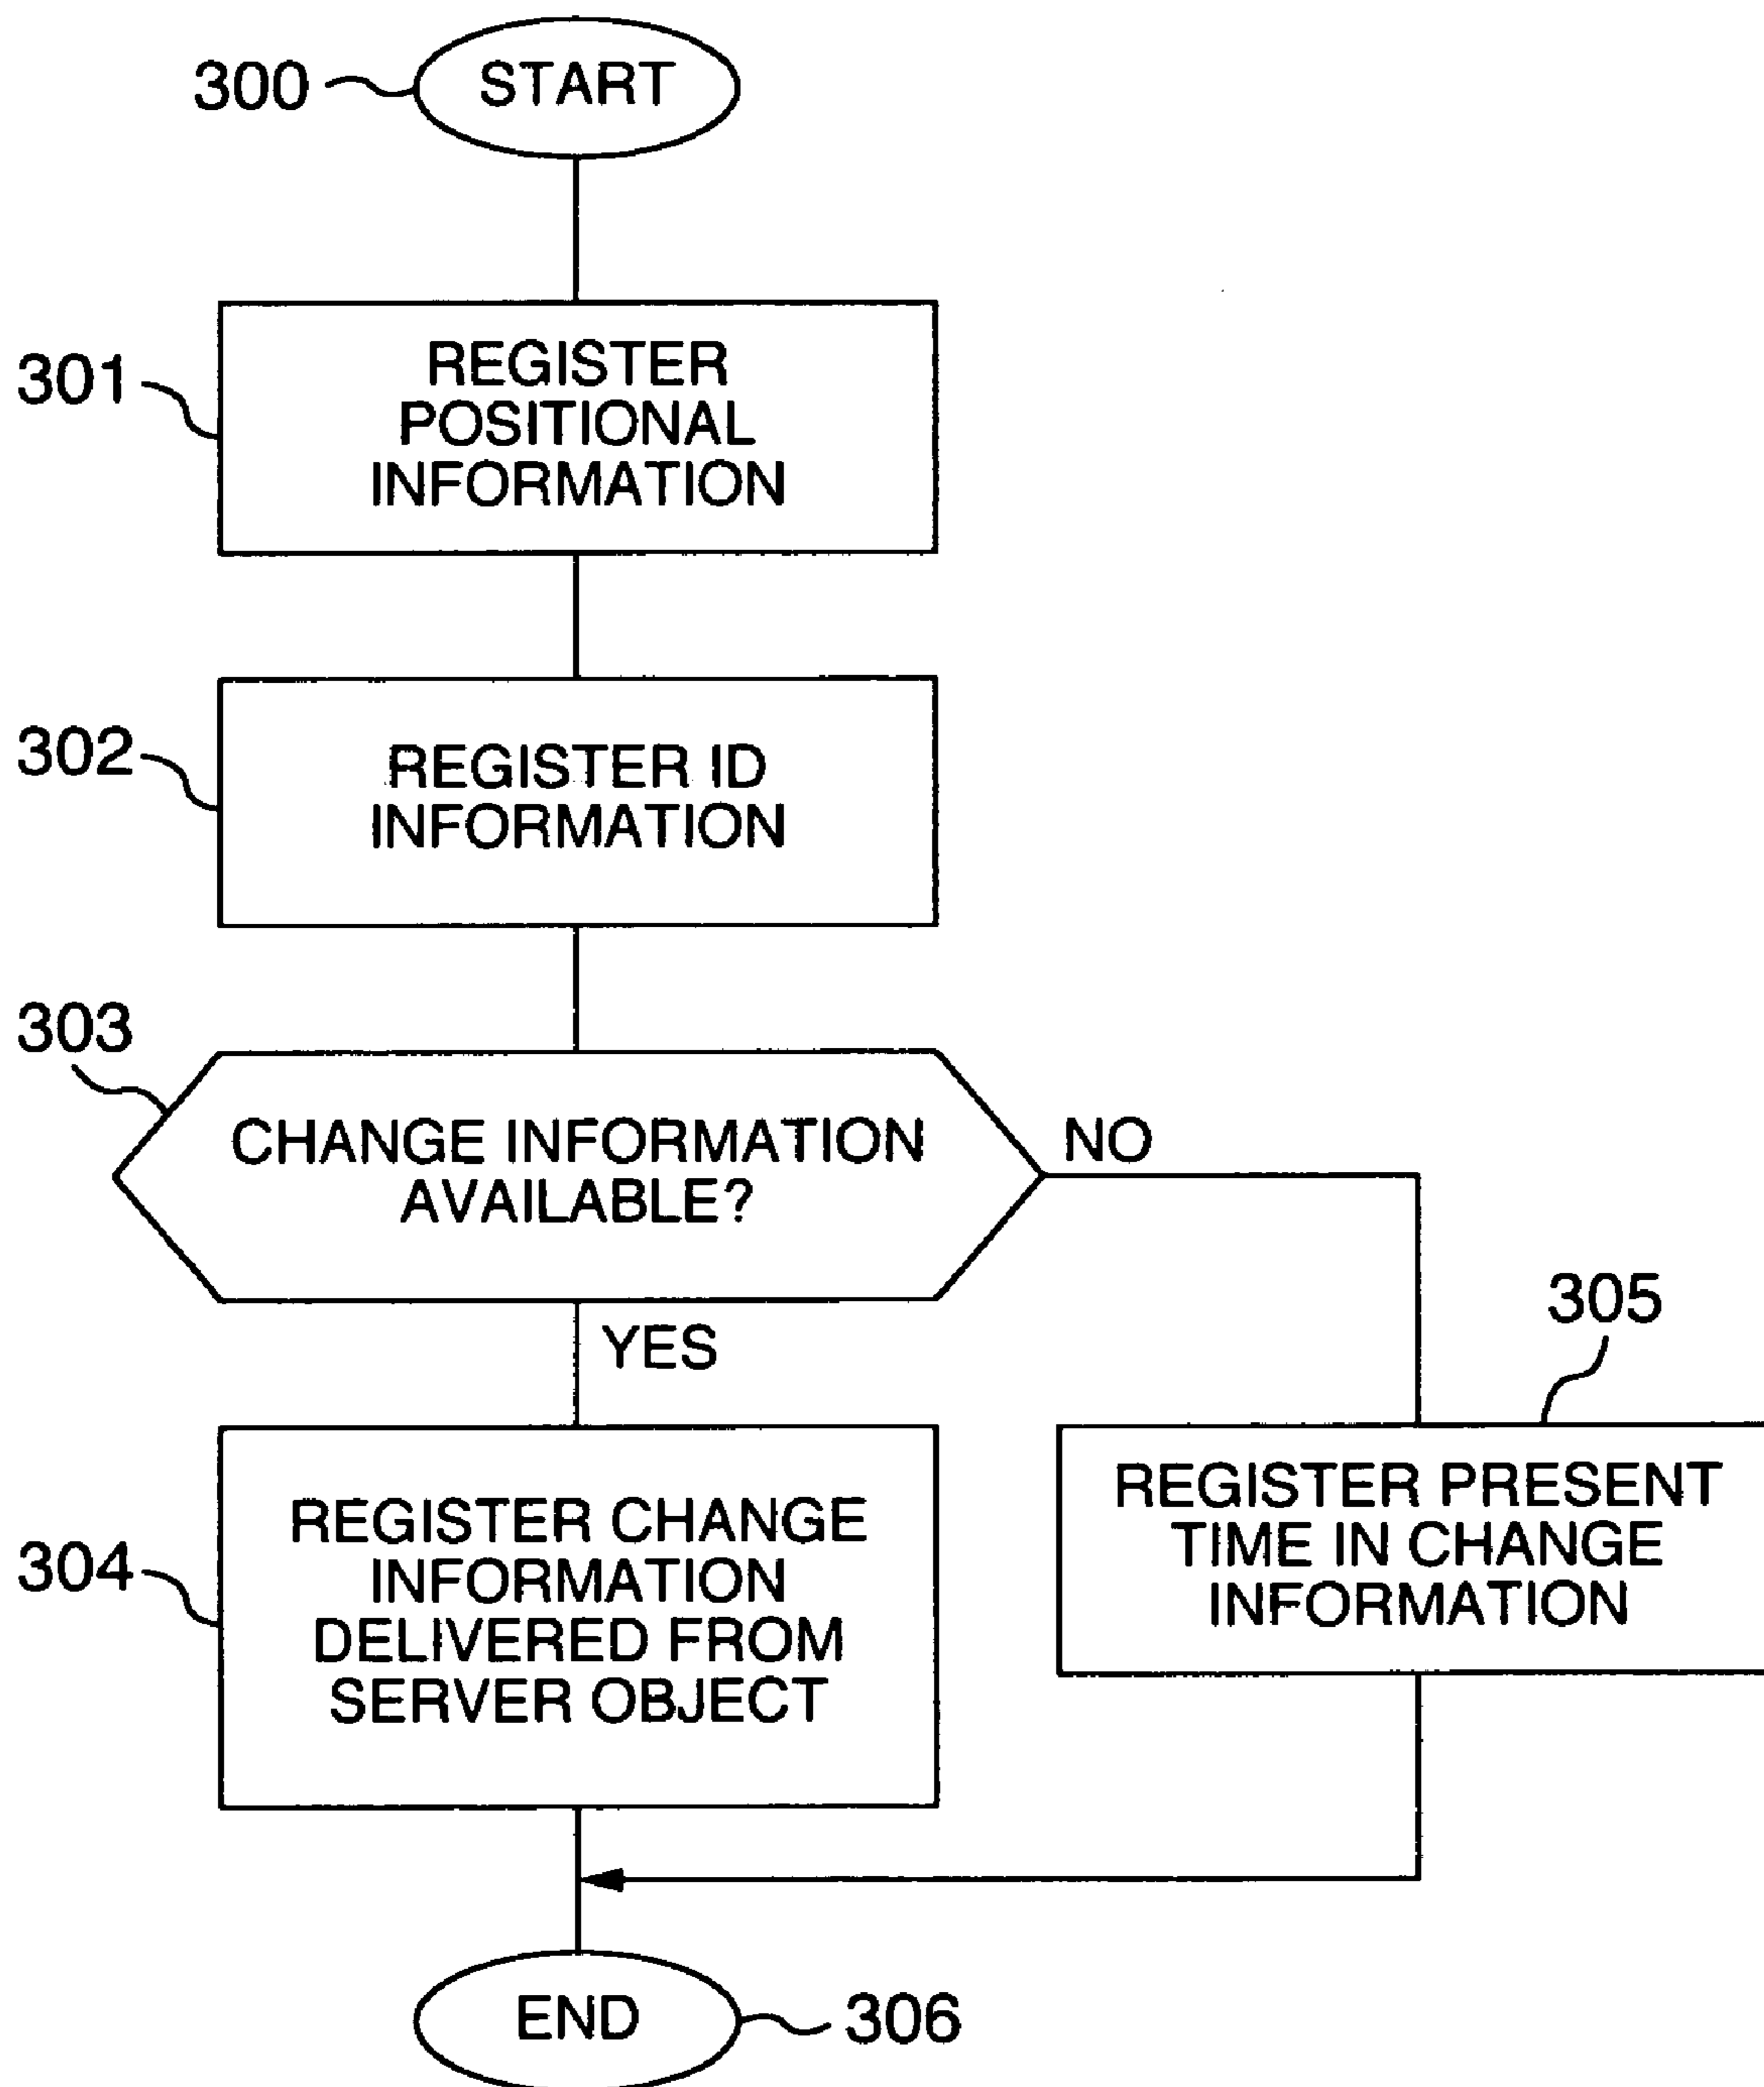 300
START
301
REGISTER
POSITIONAL
INFORMATION
302
REGISTER ID
INFORMATION
303
CHANGE INFORMATION
AVAILABLE?
NO
YES
305
304
REGISTER CHANGE
INFORMATION
DELIVERED FROM
SERVER OBJECT
REGISTER PRESENT
TIME IN CHANGE
INFORMATION
END
306